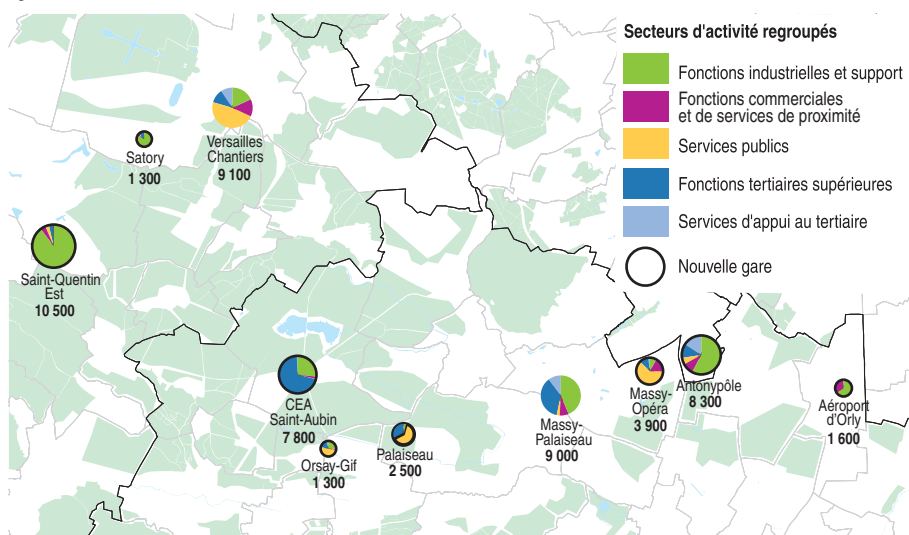 Secteurs d'activité regroupés
Fonctions industrielles et support
Fonctions commerciales
et de services de proximité
Services publics
Fonctions tertiaires supérieures
Services d'appui au tertiaire
Nouvelle gare
Versailles
Chantiers
9 100
Satory
1 300
Saint-Quentin
Est
10 500
CEA
Saint-Aubin
7 800
Orsay-Gif
1 300
Palaiseau
2 500
Massy-
Palaiseau
9 000
Massy-
Opéra
3 900
Antonypôle
8 300
Aéroport
d'Orly
1 600